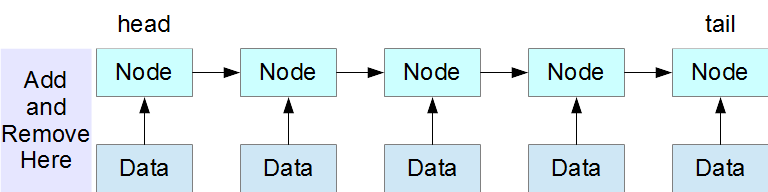 head
tail
Add
and
Remove
Here
Node
Node
Node
Node
Node
Data
Data
Data
Data
Data